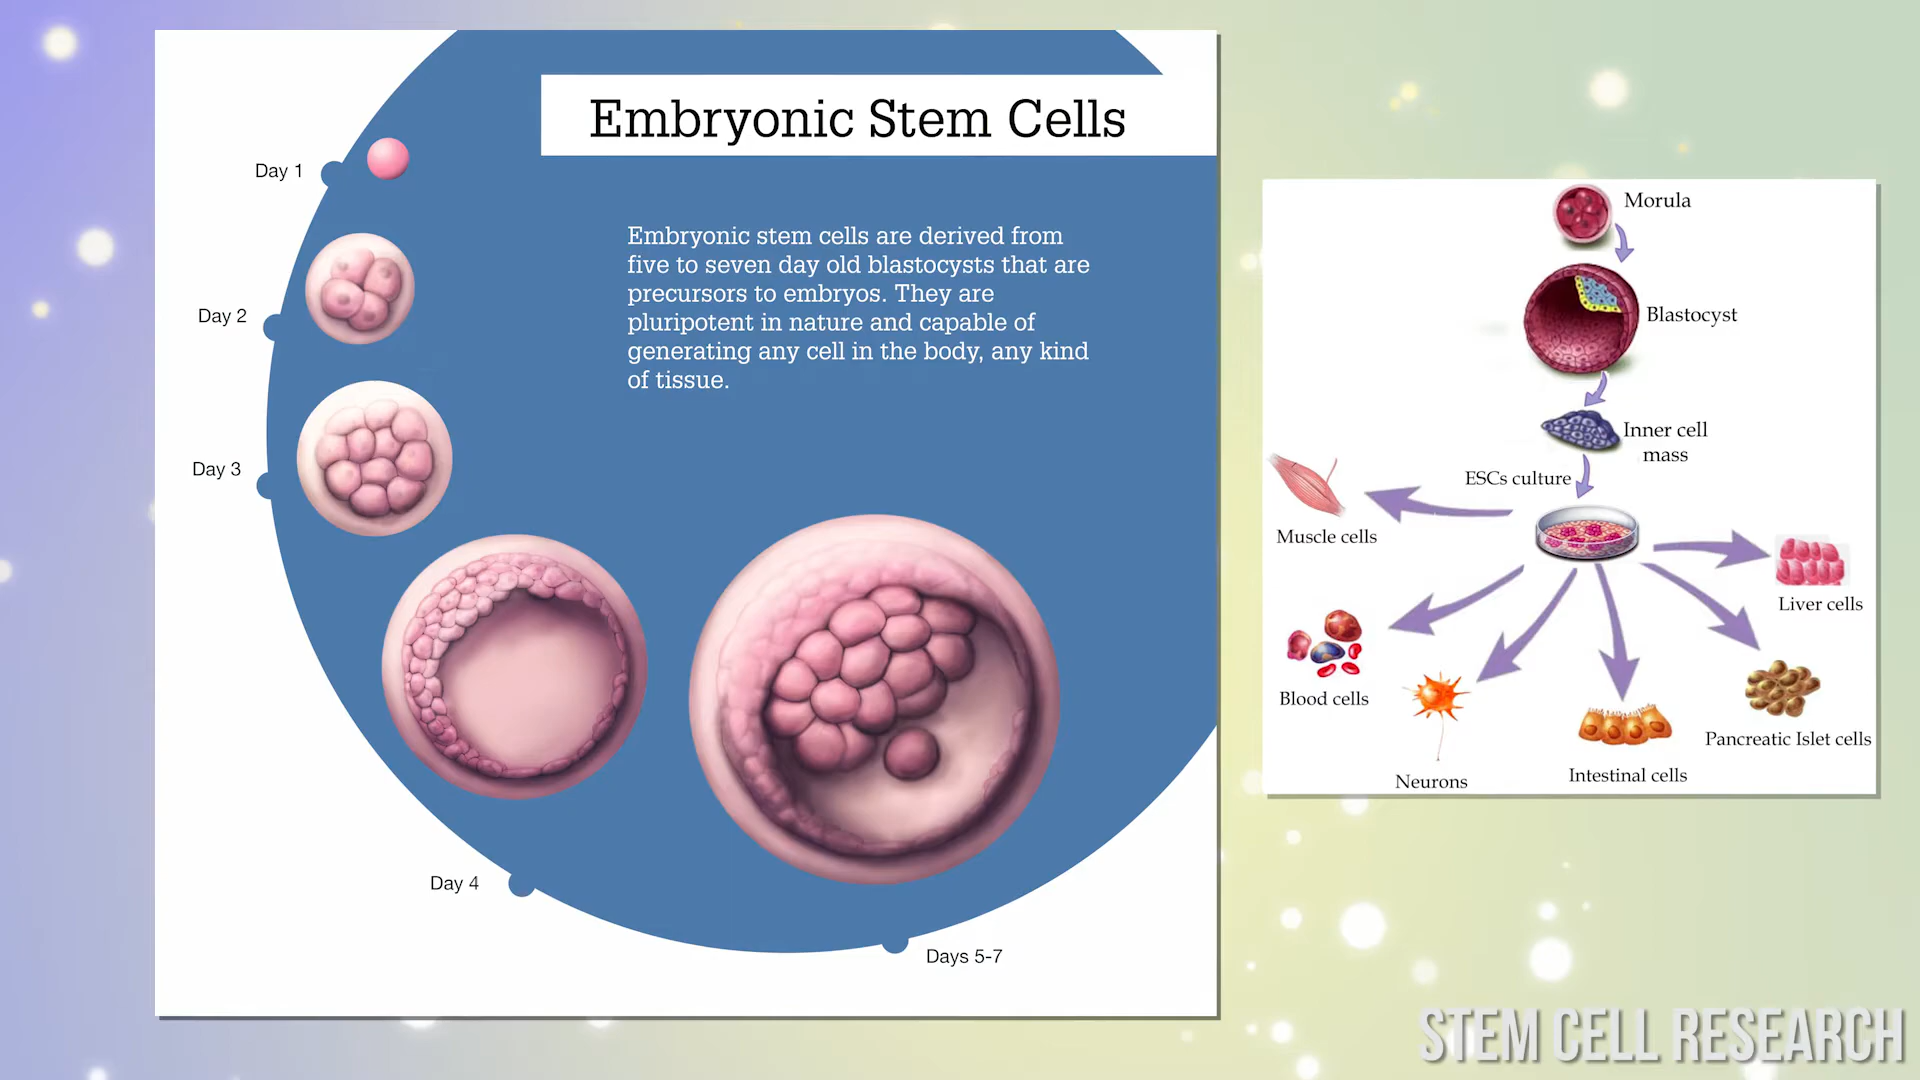 Embryonic Stem Cells
Day 1
Embryonic stem cells are derived from
five to seven day old blastocysts that are
precursors to embryos. They are
pluripotent in nature and capable of
generating any cell in the body, any kind
of tissue.
Day 2
Day 3
Day 4
Days 5-7
Morula
Blastocyst
Inner cell
mass
ESCs culture
Muscle cells
Liver cells
Blood cells
Pancreatic Islet cells
Intestinal cells
Neurons
STEM CELL RESEARCH